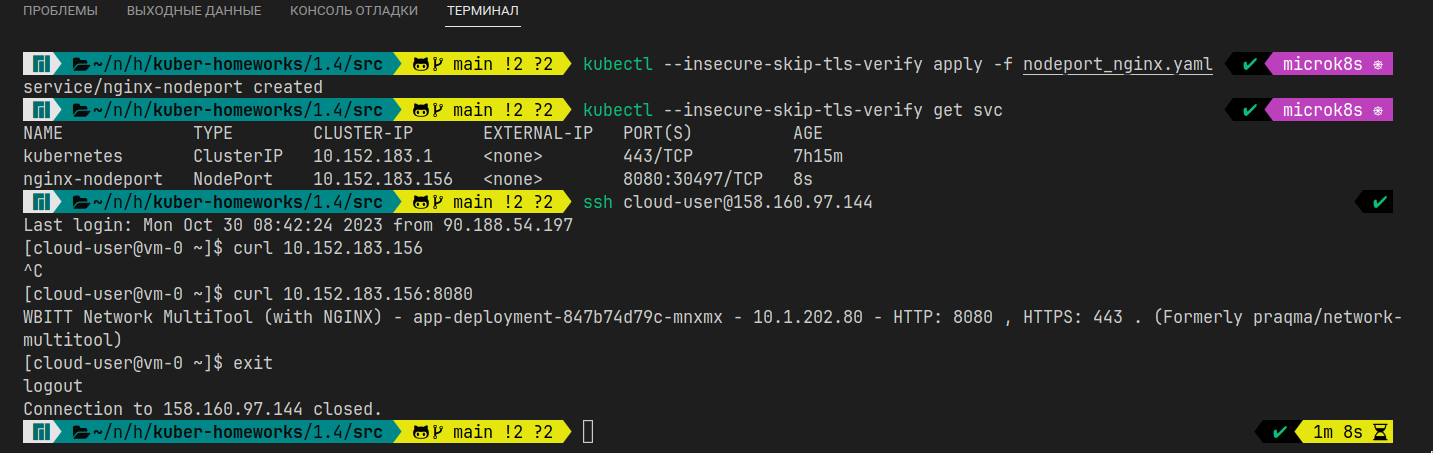 ПРОБЛЕМЫ ВЫХОДНЫЕ ДАННЫЕ КОНСОЛЬ ОТЛАДКИ ТЕРМИНАЛ
~/n/h/kuber-homeworks/1.4/src main !2 ?2 kubectl --insecure-skip-tls-verify apply -f nodeport_nginx.yaml ✔ microk8s ⎈
service/nginx-nodeport created
~/n/h/kuber-homeworks/1.4/src main !2 ?2 kubectl --insecure-skip-tls-verify get svc ✔ microk8s ⎈
NAME TYPE CLUSTER-IP EXTERNAL-IP PORT(S) AGE
kubernetes ClusterIP 10.152.183.1 <none> 443/TCP 7h15m
nginx-nodeport NodePort 10.152.183.156 <none> 8080:30497/TCP 8s
~/n/h/kuber-homeworks/1.4/src main !2 ?2 ssh cloud-user@158.160.97.144 ✔
Last login: Mon Oct 30 08:42:24 2023 from 90.188.54.197
[cloud-user@vm-0 ~]$ curl 10.152.183.156
^C
[cloud-user@vm-0 ~]$ curl 10.152.183.156:8080
WBITT Network MultiTool (with NGINX) - app-deployment-847b74d79c-mnxmx - 10.1.202.80 - HTTP: 8080 , HTTPS: 443 . (Formerly praqma/network-
multitool)
[cloud-user@vm-0 ~]$ exit
logout
Connection to 158.160.97.144 closed.
~/n/h/kuber-homeworks/1.4/src main !2 ?2 ✔ 1m 8s